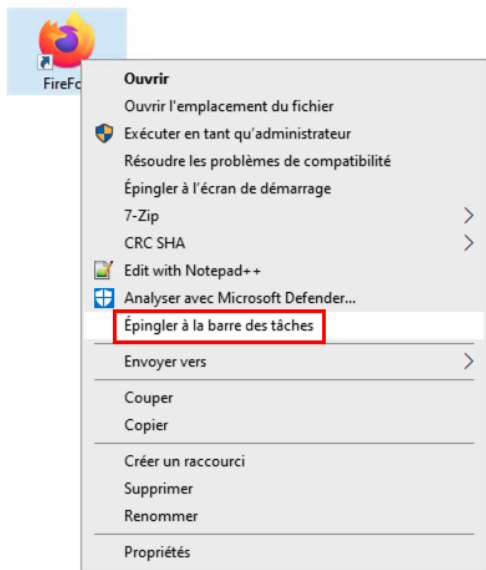 FireFo
Ouvrir
Ouvrir l'emplacement du fichier
Exécuter en tant qu'administrateur
Résoudre les problèmes de compatibilité
Épingler à l'écran de démarrage
7-Zip
CRC SHA
Edit with Notepad++
Analyser avec Microsoft Defender...
Épingler à la barre des tâches
Envoyer vers
Couper
Copier
Créer un raccourci
Supprimer
Renommer
Propriétés